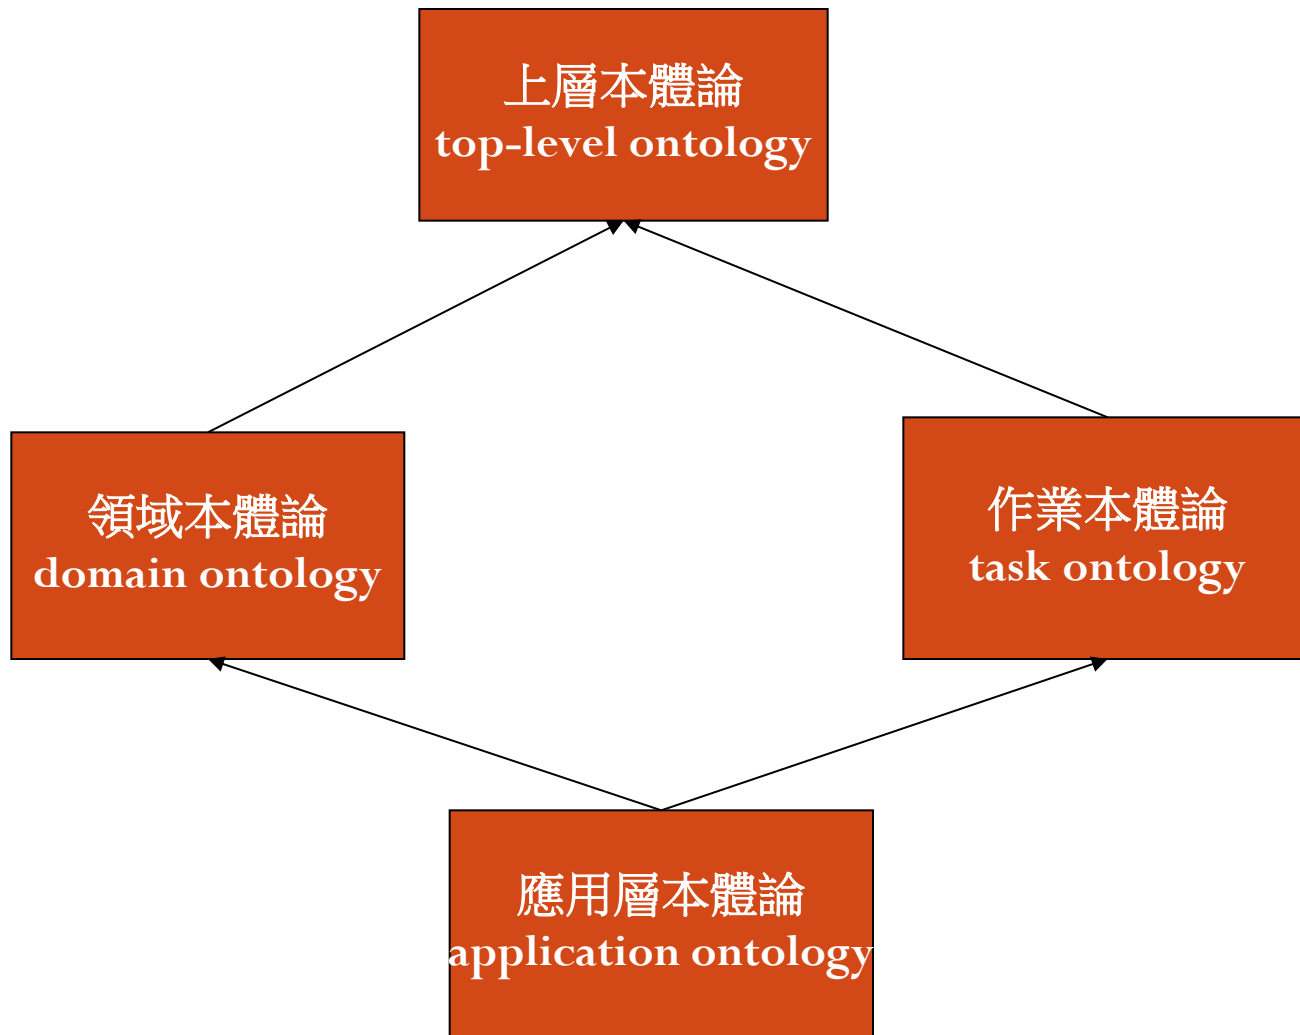 上層本體論
top-level ontology
領域本體論
domain ontology
作業本體論
task ontology
應用層本體論
application ontology